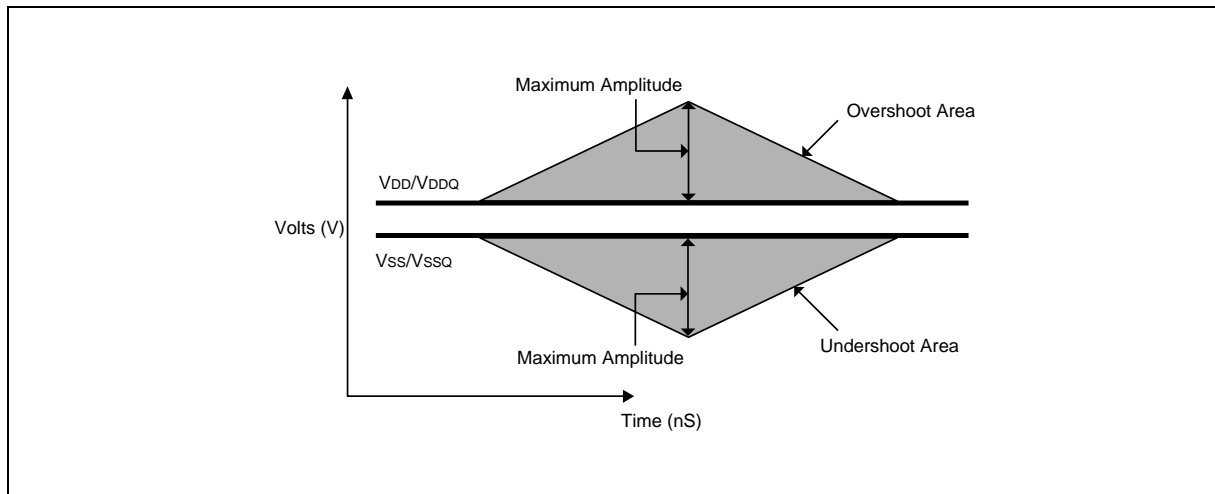 Maximum Amplitude
Overshoot Area
VDD/VDDQ
Volts (V)
VSS/VSSQ
Undershoot Area
Maximum Amplitude
Time (nS)